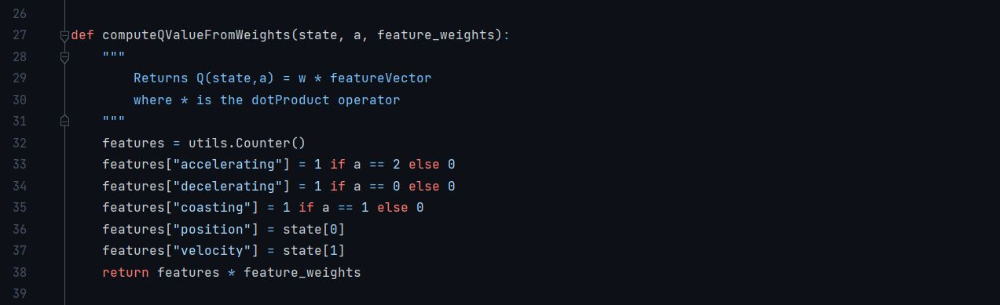 26
27 def computeQValueFromWeights(state, a, feature_weights):
28     """
29         Returns Q(state,a) = w * featureVector
30         where * is the dotProduct operator
31     """
32     features = utils.Counter()
33     features["accelerating"] = 1 if a == 2 else 0
34     features["decelerating"] = 1 if a == 0 else 0
35     features["coasting"] = 1 if a == 1 else 0
36     features["position"] = state[0]
37     features["velocity"] = state[1]
38     return features * feature_weights
39